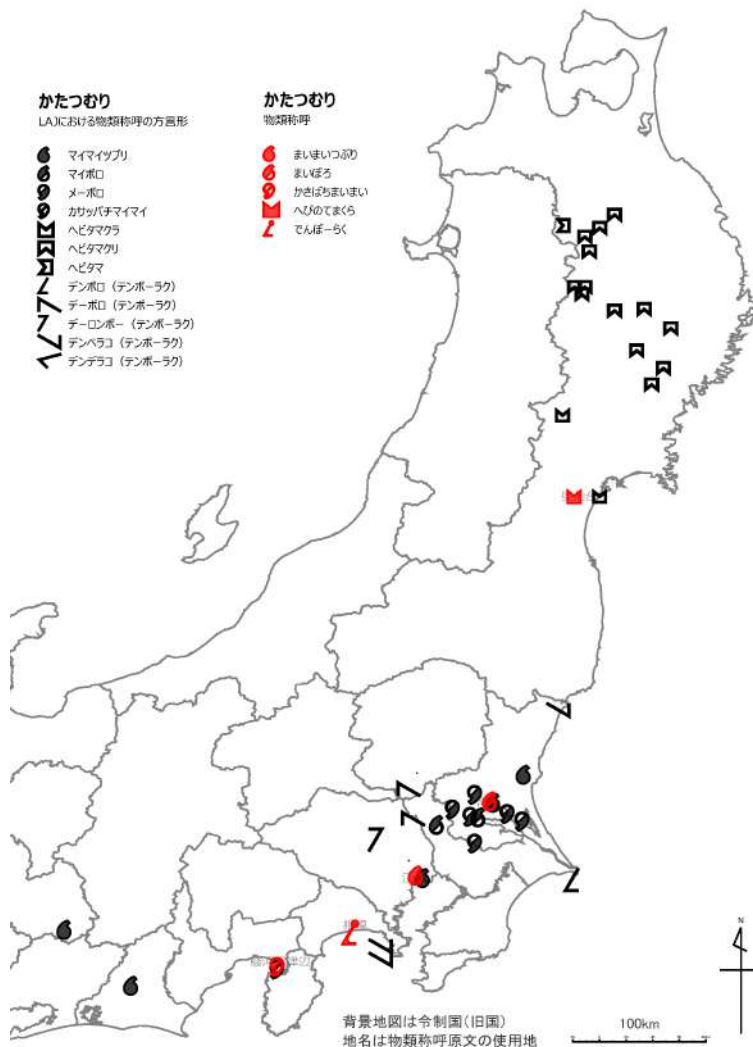 かたつむり
LAJにおける物類称呼の方言形
マイマイツブリ
マイボロ
メーボロ
カサッパチマイマイ
ヘビタマクラ
ヘビタマクリ
ヘビタマ
デンボロ（テンボーラク）
デーボロ（テンボーラク）
デーロンボー（テンボーラク）
デンベラコ（テンボーラク）
デンデラコ（テンボーラク）
かたつむり
物類称呼
まいまいつぶり
まいぼろ
かさぱちまいまい
へびのてまくら
でんぼーらく
背景地図は令制国（旧国）
地名は物類称呼原文の使用地
100km
N